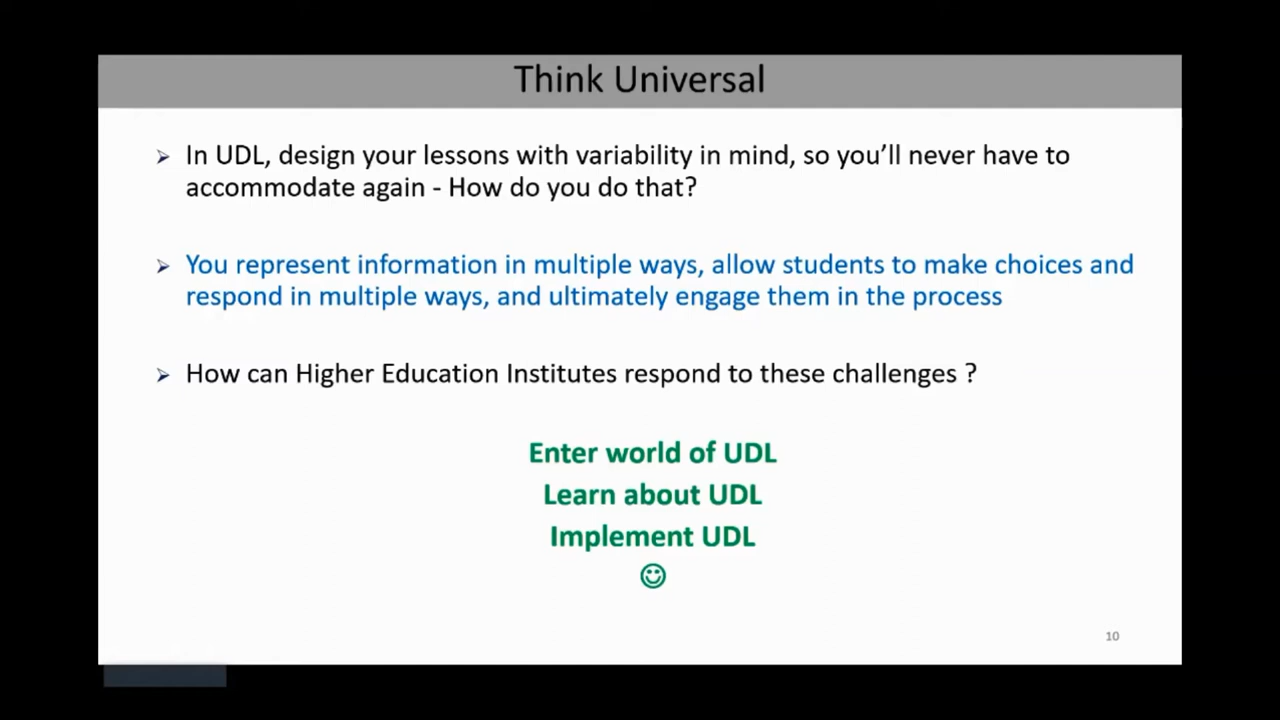 Think Universal
➢ In UDL, design your lessons with variability in mind, so you’ll never have to
accommodate again - How do you do that?
➢ You represent information in multiple ways, allow students to make choices and
respond in multiple ways, and ultimately engage them in the process
➢ How can Higher Education Institutes respond to these challenges ?
Enter world of UDL
Learn about UDL
Implement UDL
☺
10